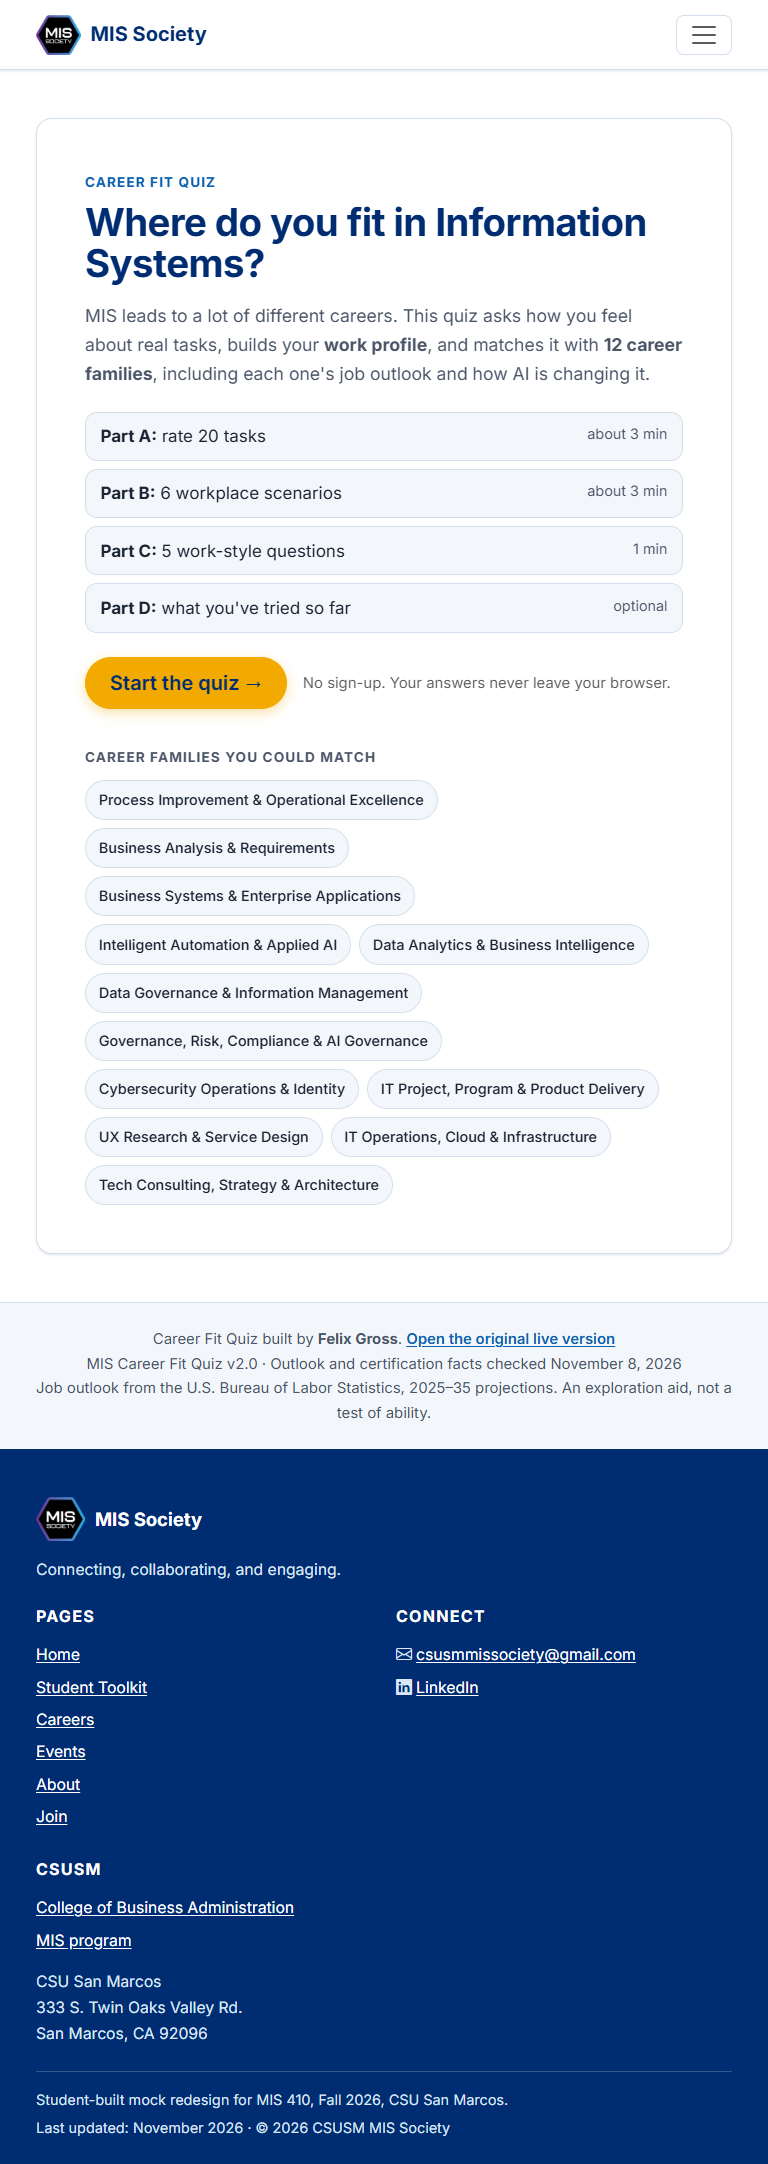 MIS SOCIETY
MIS Society
CAREER FIT QUIZ
Where do you fit in Information
Systems?
MIS leads to a lot of different careers. This quiz asks how you feel
about real tasks, builds your work profile, and matches it with 12 career
families, including each one's job outlook and how AI is changing it.
Part A: rate 20 tasks about 3 min
Part B: 6 workplace scenarios about 3 min
Part C: 5 work-style questions 1 min
Part D: what you've tried so far optional
Start the quiz → No sign-up. Your answers never leave your browser.
CAREER FAMILIES YOU COULD MATCH
Process Improvement & Operational Excellence
Business Analysis & Requirements
Business Systems & Enterprise Applications
Intelligent Automation & Applied AI Data Analytics & Business Intelligence
Data Governance & Information Management
Governance, Risk, Compliance & AI Governance
Cybersecurity Operations & Identity IT Project, Program & Product Delivery
UX Research & Service Design IT Operations, Cloud & Infrastructure
Tech Consulting, Strategy & Architecture
Career Fit Quiz built by Felix Gross. Open the original live version
MIS Career Fit Quiz v2.0 · Outlook and certification facts checked November 8, 2026
Job outlook from the U.S. Bureau of Labor Statistics, 2025–35 projections. An exploration aid, not a
test of ability.
MIS SOCIETY
MIS Society
Connecting, collaborating, and engaging.
PAGES
Home
Student Toolkit
Careers
Events
About
Join
CONNECT
csusmmissociety@gmail.com
LinkedIn
CSUSM
College of Business Administration
MIS program
CSU San Marcos
333 S. Twin Oaks Valley Rd.
San Marcos, CA 92096
Student-built mock redesign for MIS 410, Fall 2026, CSU San Marcos.
Last updated: November 2026 · © 2026 CSUSM MIS Society